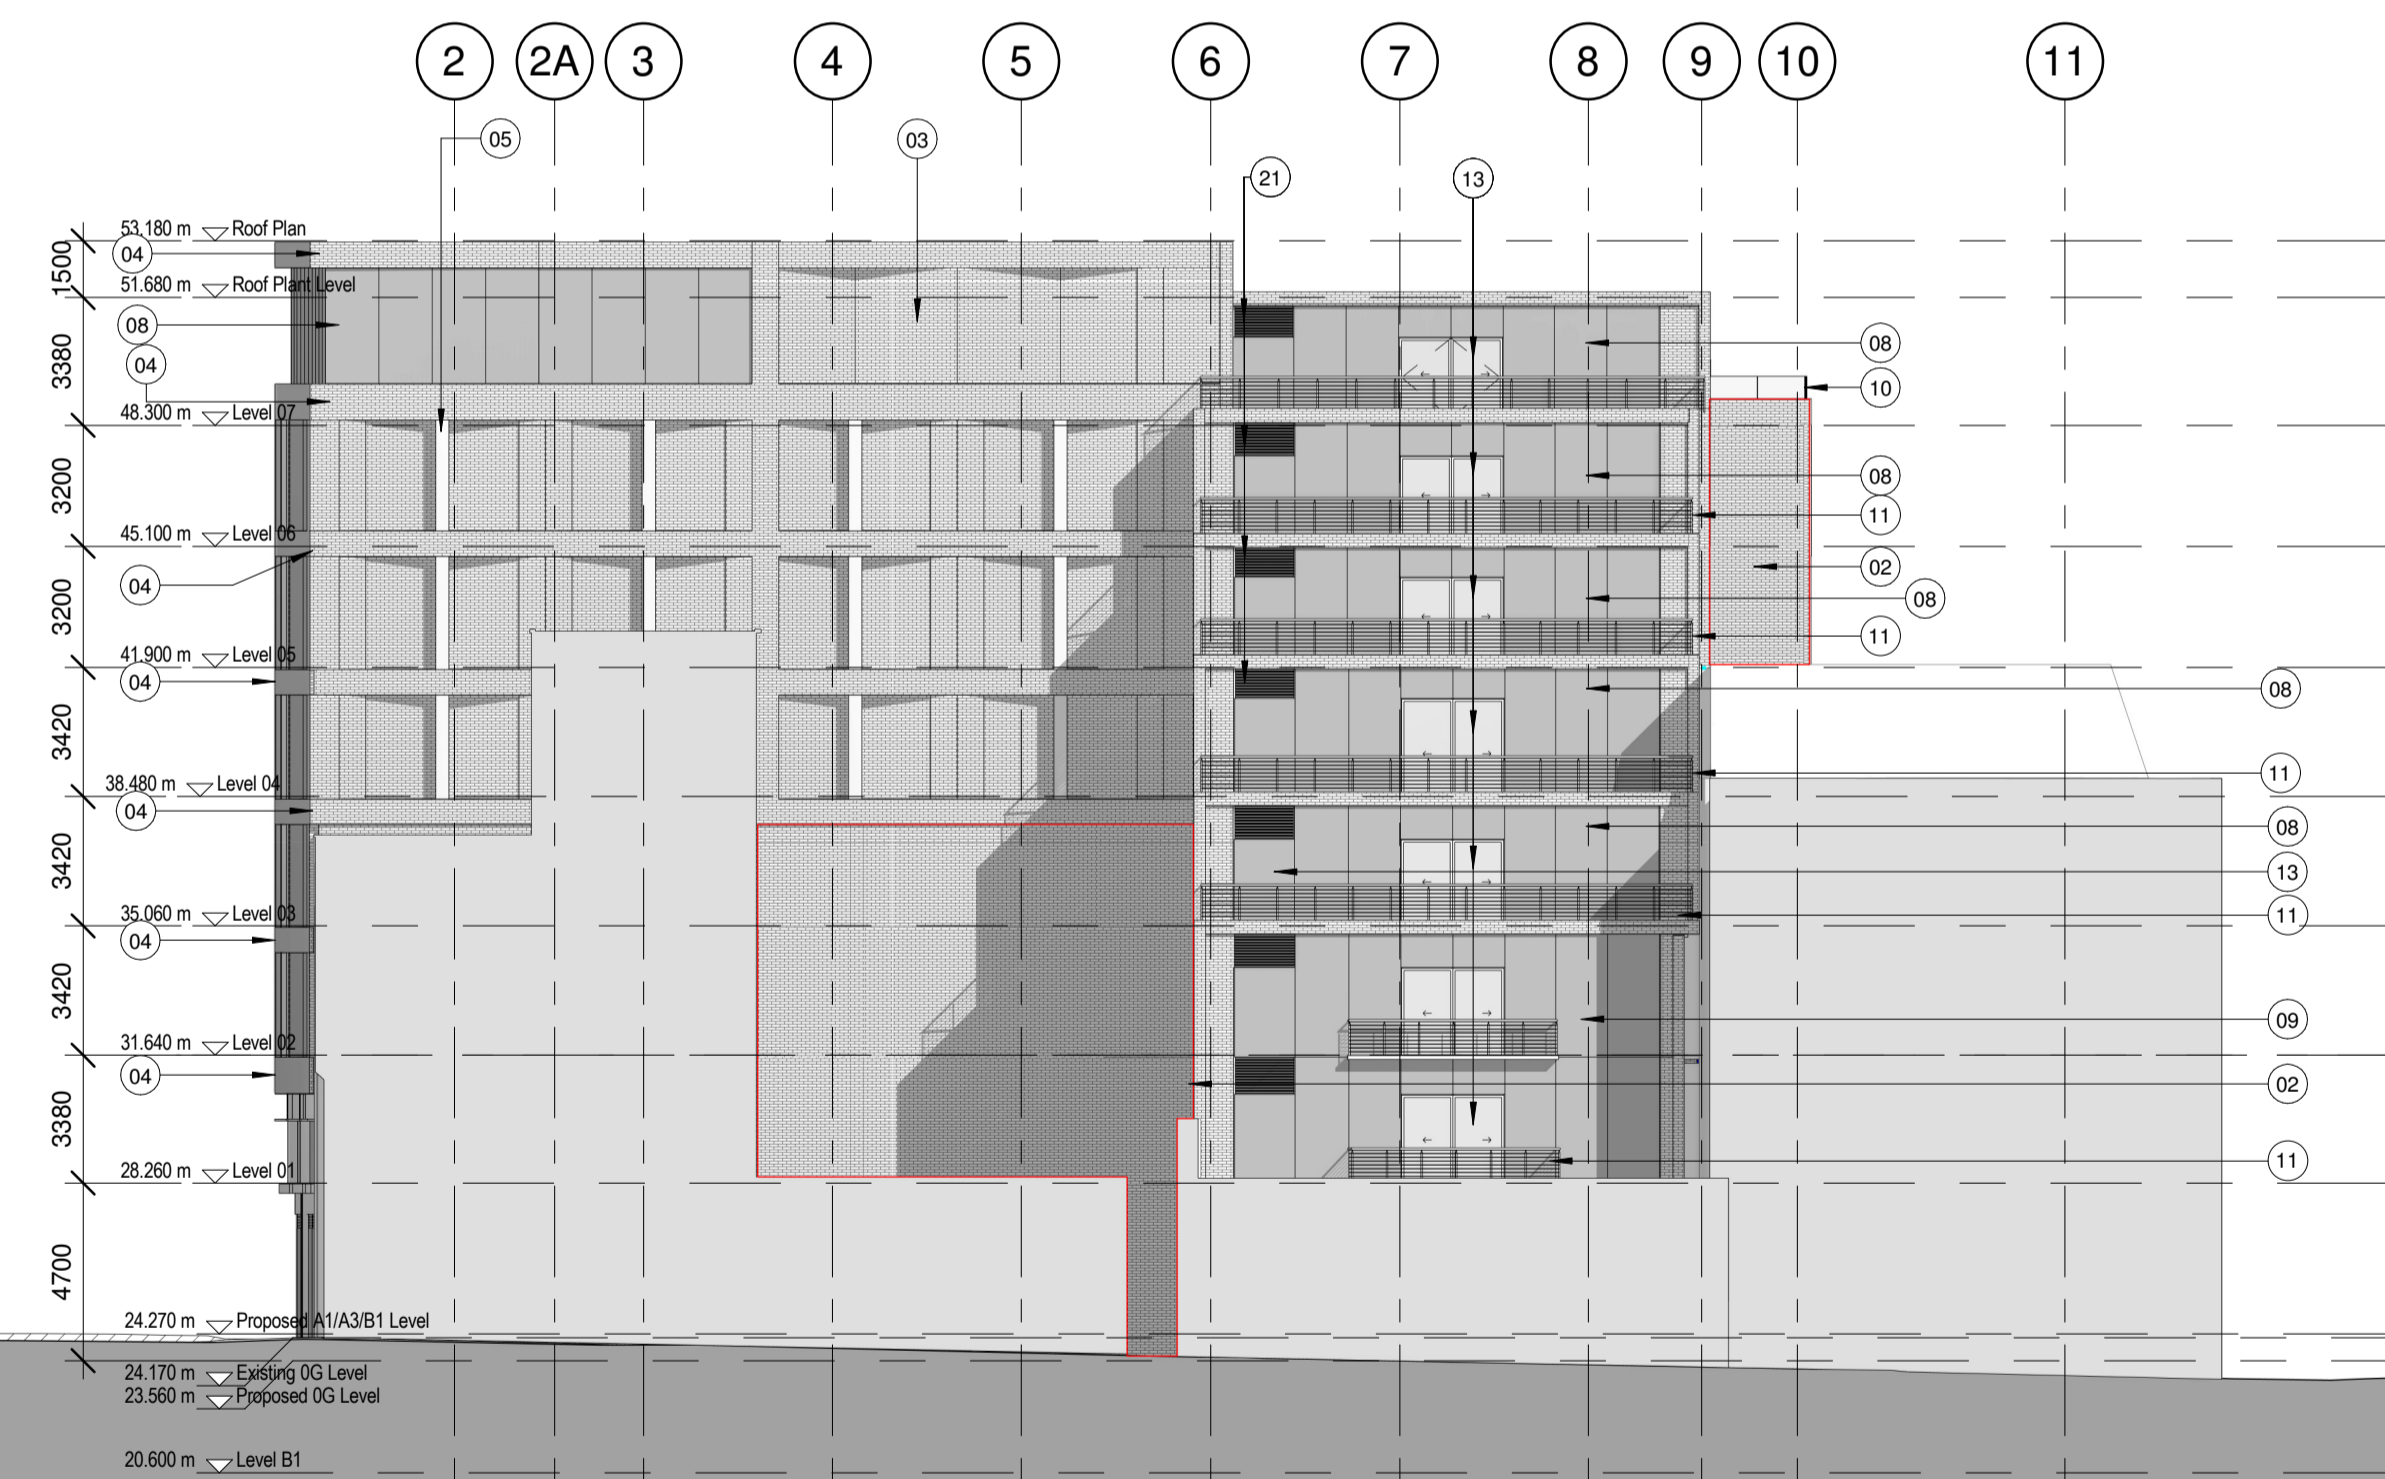 2 2A 3 4 5 6 7 8 9 10 11
05 03
21 13
53.180 m Roof Plan
04
1500
51.680 m Roof Plant Level
08
08
3380
04
10
48.300 m Level 07
08
3200
11
45.100 m Level 06
02
04
08
3200
11
41.900 m Level 05
04
08
3420
11
38.480 m Level 04
04
08
3420
13
35.060 m Level 03
11
04
3420
09
31.640 m Level 02
04
02
3380
11
28.260 m Level 01
4700
24.270 m Proposed A1/A3/B1 Level
24.170 m Existing 0G Level
23.560 m Proposed 0G Level
20.600 m Level B1